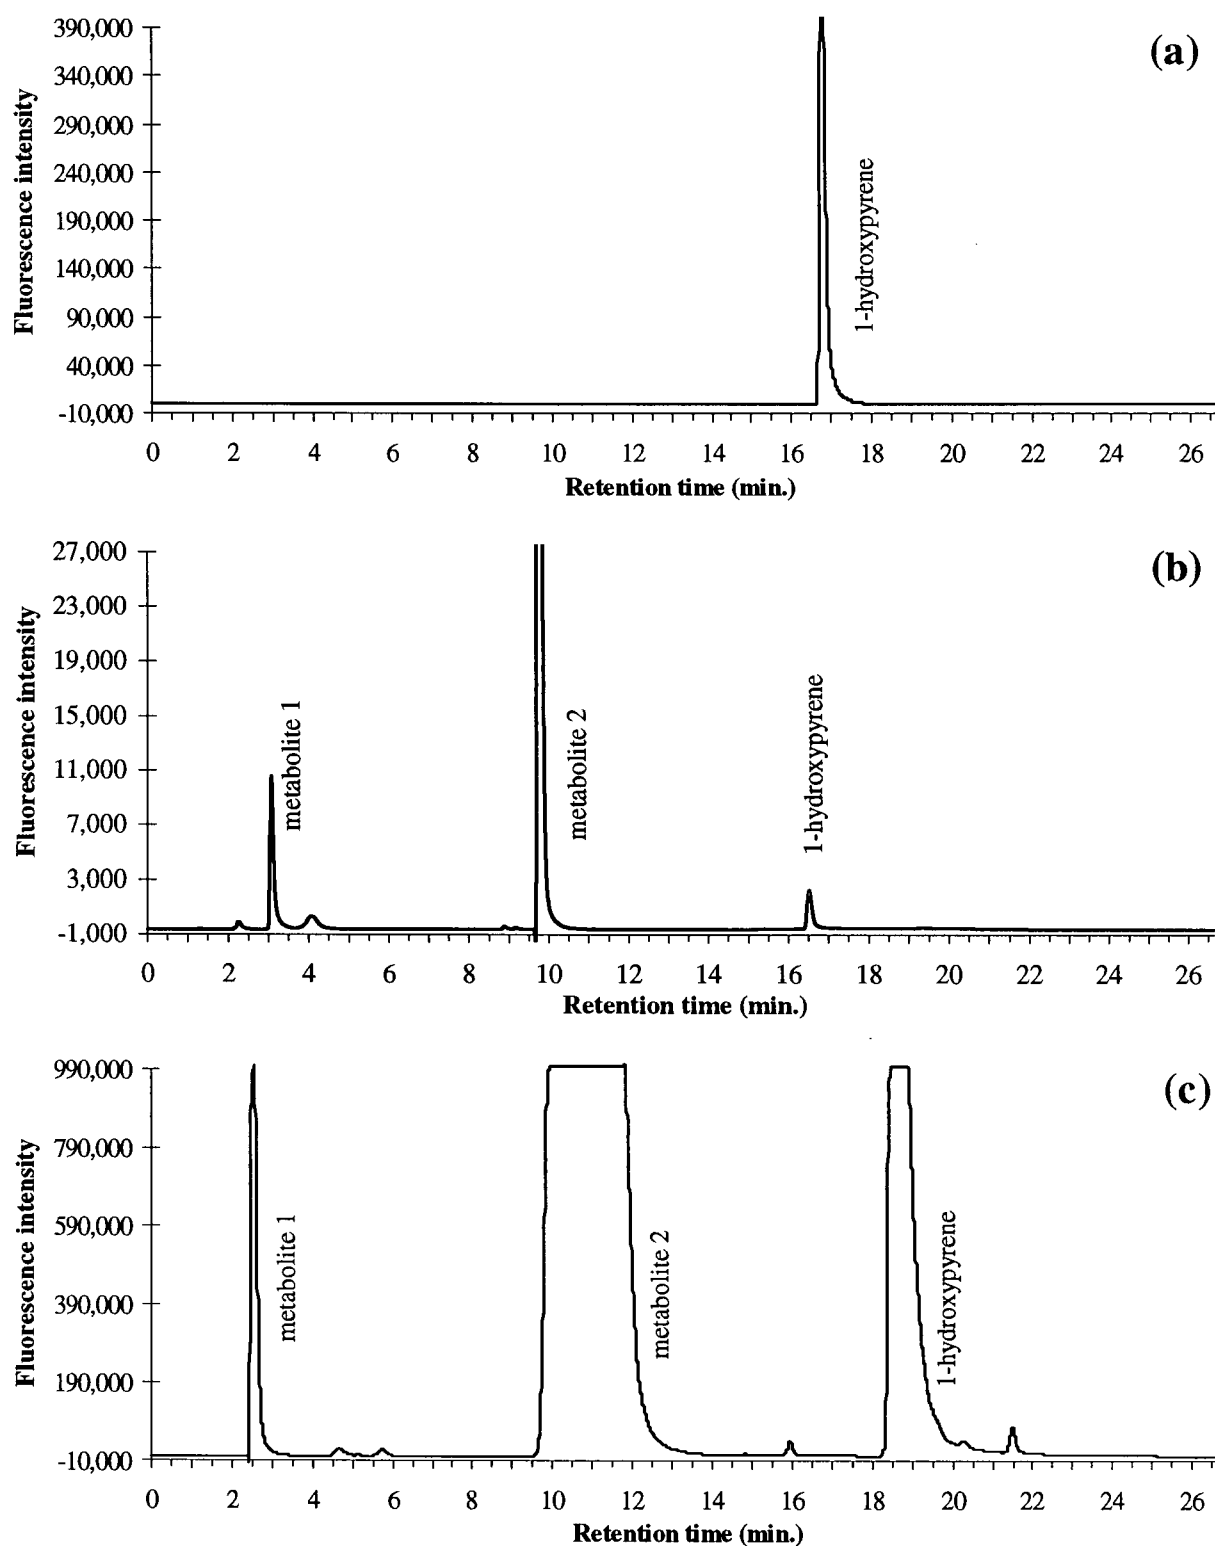 (a)
Fluorescence intensity
390,000
340,000
290,000
240,000
190,000
140,000
90,000
40,000
-10,000
1-hydroxypyrene
0 2 4 6 8 10 12 14 16 18 20 22 24 26
Retention time (min.)
(b)
Fluorescence intensity
27,000
23,000
19,000
15,000
11,000
7,000
3,000
-1,000
metabolite 1
metabolite 2
1-hydroxypyrene
0 2 4 6 8 10 12 14 16 18 20 22 24 26
Retention time (min.)
(c)
Fluorescence intensity
990,000
790,000
590,000
390,000
190,000
-10,000
metabolite 1
metabolite 2
1-hydroxypyrene
0 2 4 6 8 10 12 14 16 18 20 22 24 26
Retention time (min.)